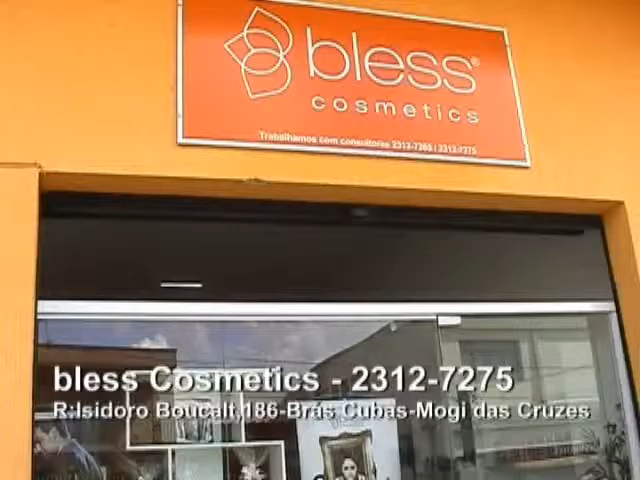 bless®
cosmetics
Trabalhamos com consultoras 2312-7265 / 2312-7275
bless Cosmetics - 2312-7275
R:Isidoro Boucalt,186-Brás Cubas-Mogi das Cruzes